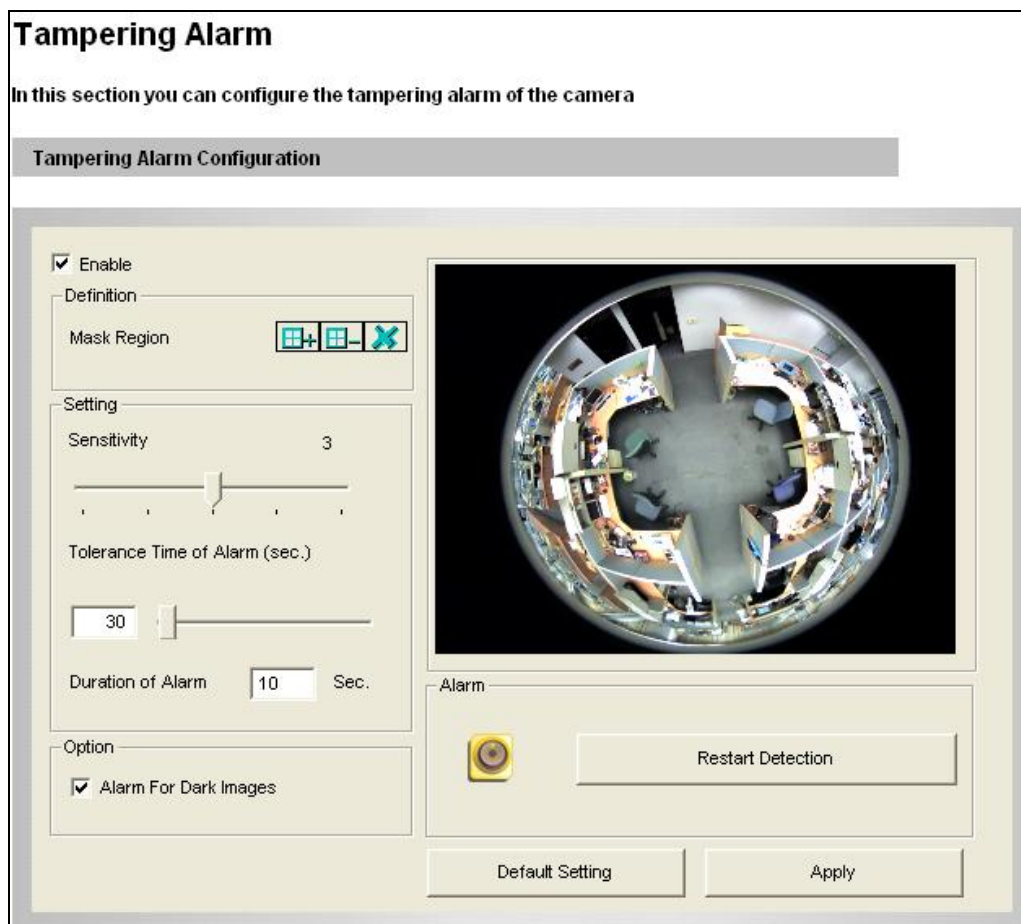 Tampering Alarm
In this section you can configure the tampering alarm of the camera
Tampering Alarm Configuration
Enable
Definition
Mask Region
Setting
Sensitivity 3
Tolerance Time of Alarm (sec.)
30
Duration of Alarm 10 Sec.
Option
Alarm For Dark Images
Alarm
Restart Detection
Default Setting
Apply